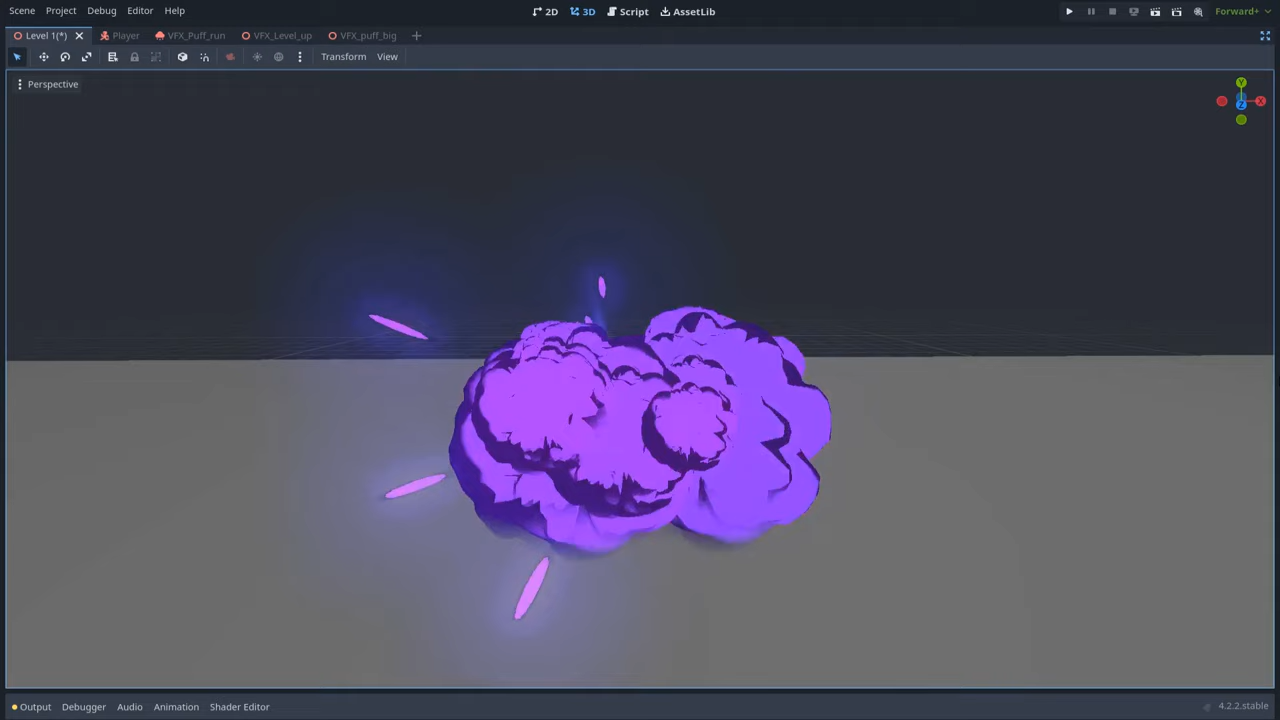 Scene Project Debug Editor Help 2D 3D Script AssetLib Forward+
Level 1(*) Player VFX_Puff_run VFX_Level_up VFX_puff_big
Transform View
Perspective
Y
X
Z
Output Debugger Audio Animation Shader Editor 4.2.2.stable